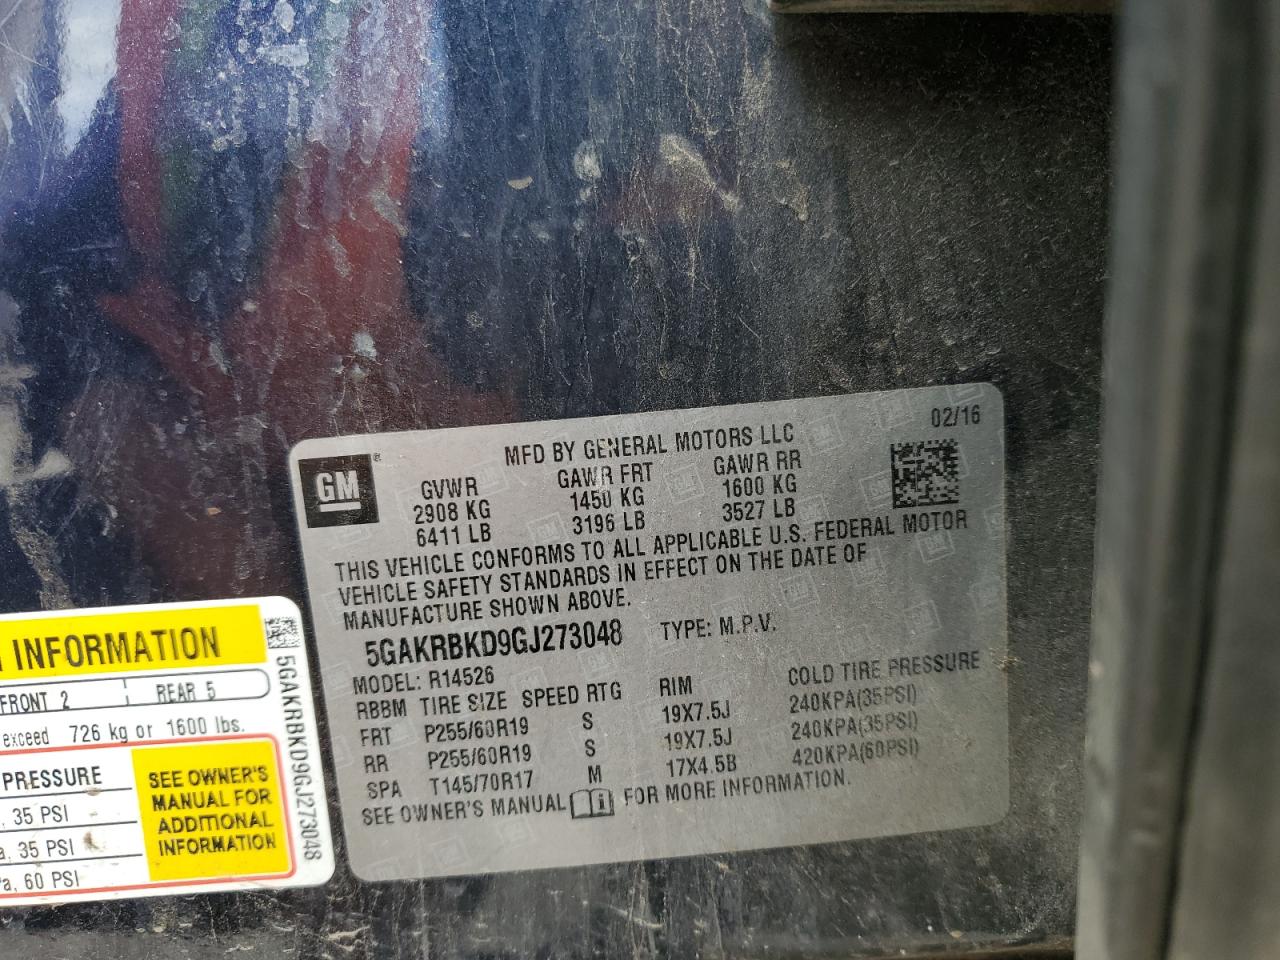 02/16
MFD BY GENERAL MOTORS LLC
GM®
GVWR GAWR FRT GAWR RR
2908 KG 1450 KG 1600 KG
6411 LB 3196 LB 3527 LB
THIS VEHICLE CONFORMS TO ALL APPLICABLE U.S. FEDERAL MOTOR
VEHICLE SAFETY STANDARDS IN EFFECT ON THE DATE OF
MANUFACTURE SHOWN ABOVE.
5GAKRBKD9GJ273048 TYPE: M.P.V.
MODEL: R14526
RBBM TIRE SIZE SPEED RTG RIM COLD TIRE PRESSURE
FRT P255/60R19 S 19X7.5J 240KPA(35PSI)
RR P255/60R19 S 19X7.5J 240KPA(35PSI)
SPA T145/70R17 M 17X4.5B 420KPA(60PSI)
SEE OWNER'S MANUAL FOR MORE INFORMATION.
INFORMATION
FRONT 2 REAR 5
exceed 726 kg or 1600 lbs.
PRESSURE
, 35 PSI
a, 35 PSI
a, 60 PSI
SEE OWNER'S
MANUAL FOR
ADDITIONAL
INFORMATION
5GAKRBKD9GJ273048